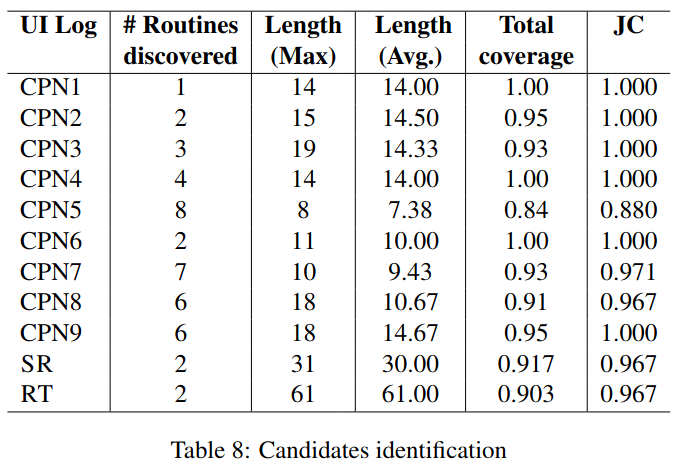 UI Log # Routines Length Length Total JC
discovered (Max) (Avg.) coverage
CPN1 1 14 14.00 1.00 1.000
CPN2 2 15 14.50 0.95 1.000
CPN3 3 19 14.33 0.93 1.000
CPN4 4 14 14.00 1.00 1.000
CPN5 8 8 7.38 0.84 0.880
CPN6 2 11 10.00 1.00 1.000
CPN7 7 10 9.43 0.93 0.971
CPN8 6 18 10.67 0.91 0.967
CPN9 6 18 14.67 0.95 1.000
SR 2 31 30.00 0.917 0.967
RT 2 61 61.00 0.903 0.967
Table 8: Candidates identification